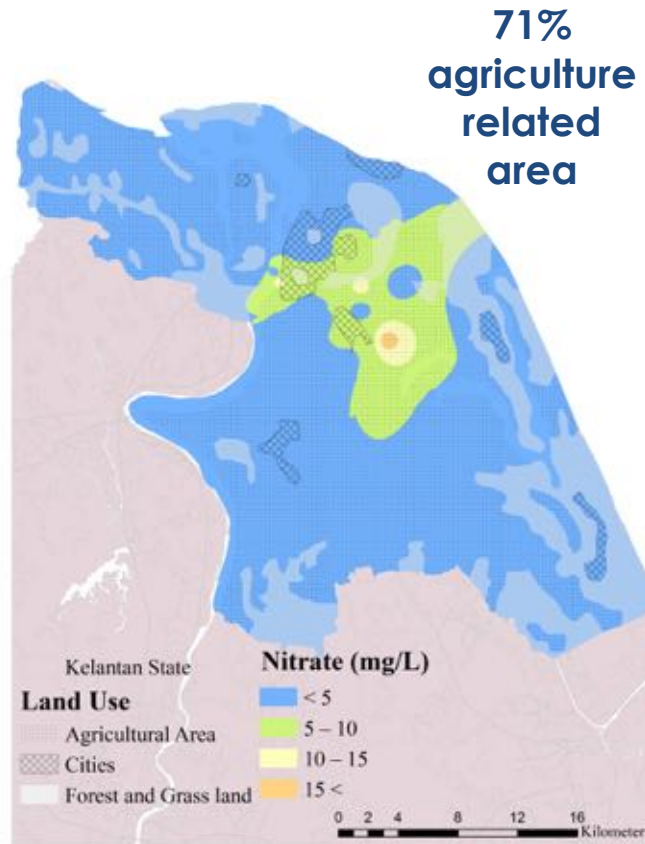 71%
agriculture
related
area
Kelantan State
Land Use
Agricultural Area
Cities
Forest and Grass land
Nitrate (mg/L)
< 5
5 – 10
10 – 15
15 <
0 2 4 8 12 16
Kilometer